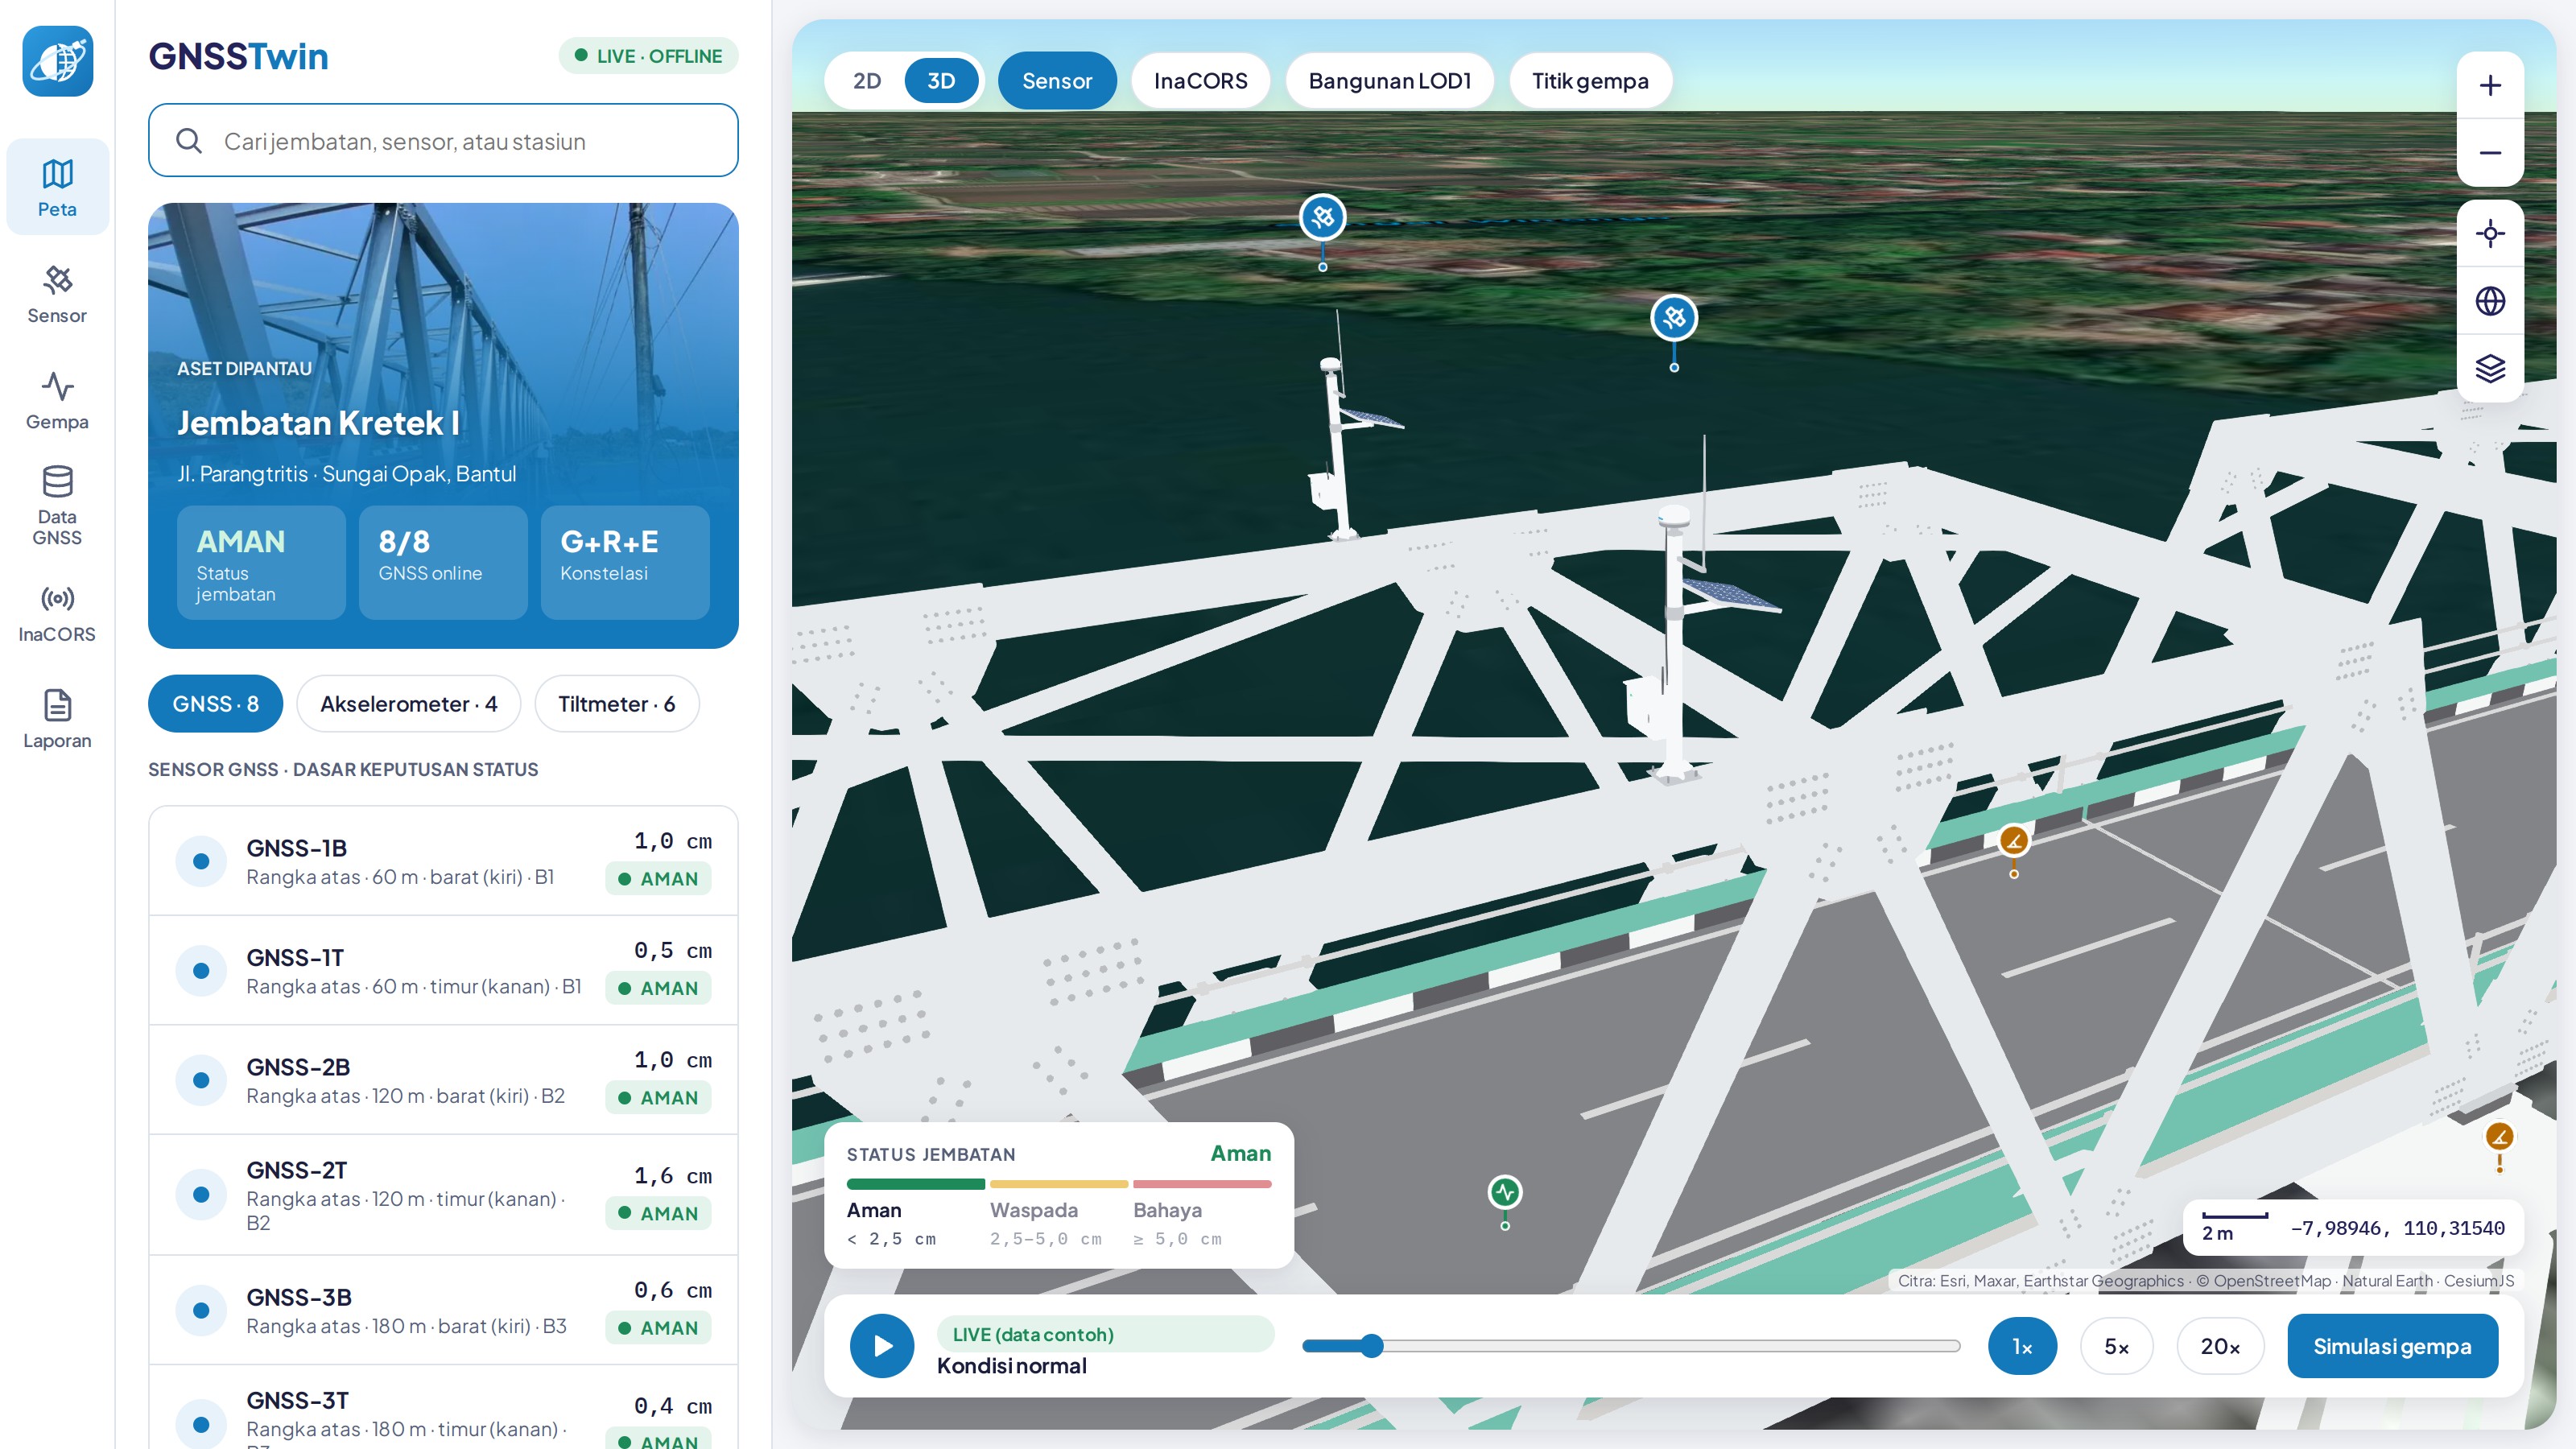 GNSSTwin
LIVE · OFFLINE
Cari jembatan, sensor, atau stasiun
Peta
Sensor
Gempa
Data
GNSS
InaCORS
Laporan
ASET DIPANTAU
Jembatan Kretek I
Jl. Parangtritis · Sungai Opak, Bantul
AMAN
Status
jembatan
8/8
GNSS online
G+R+E
Konstelasi
GNSS · 8
Akselerometer · 4
Tiltmeter · 6
SENSOR GNSS · DASAR KEPUTUSAN STATUS
GNSS-1B
Rangka atas · 60 m · barat (kiri) · B1
1,0 cm
AMAN
GNSS-1T
Rangka atas · 60 m · timur (kanan) · B1
0,5 cm
AMAN
GNSS-2B
Rangka atas · 120 m · barat (kiri) · B2
1,0 cm
AMAN
GNSS-2T
Rangka atas · 120 m · timur (kanan) ·
B2
1,6 cm
AMAN
GNSS-3B
Rangka atas · 180 m · barat (kiri) · B3
0,6 cm
AMAN
GNSS-3T
Rangka atas · 180 m · timur (kanan) ·
0,4 cm
AMAN
2D
3D
Sensor
InaCORS
Bangunan LOD1
Titik gempa
STATUS JEMBATAN
Aman
Aman
< 2,5 cm
Waspada
2,5–5,0 cm
Bahaya
≥ 5,0 cm
2 m
−7,98946, 110,31540
Citra: Esri, Maxar, Earthstar Geographics · © OpenStreetMap · Natural Earth · CesiumJS
LIVE (data contoh)
Kondisi normal
1×
5×
20×
Simulasi gempa